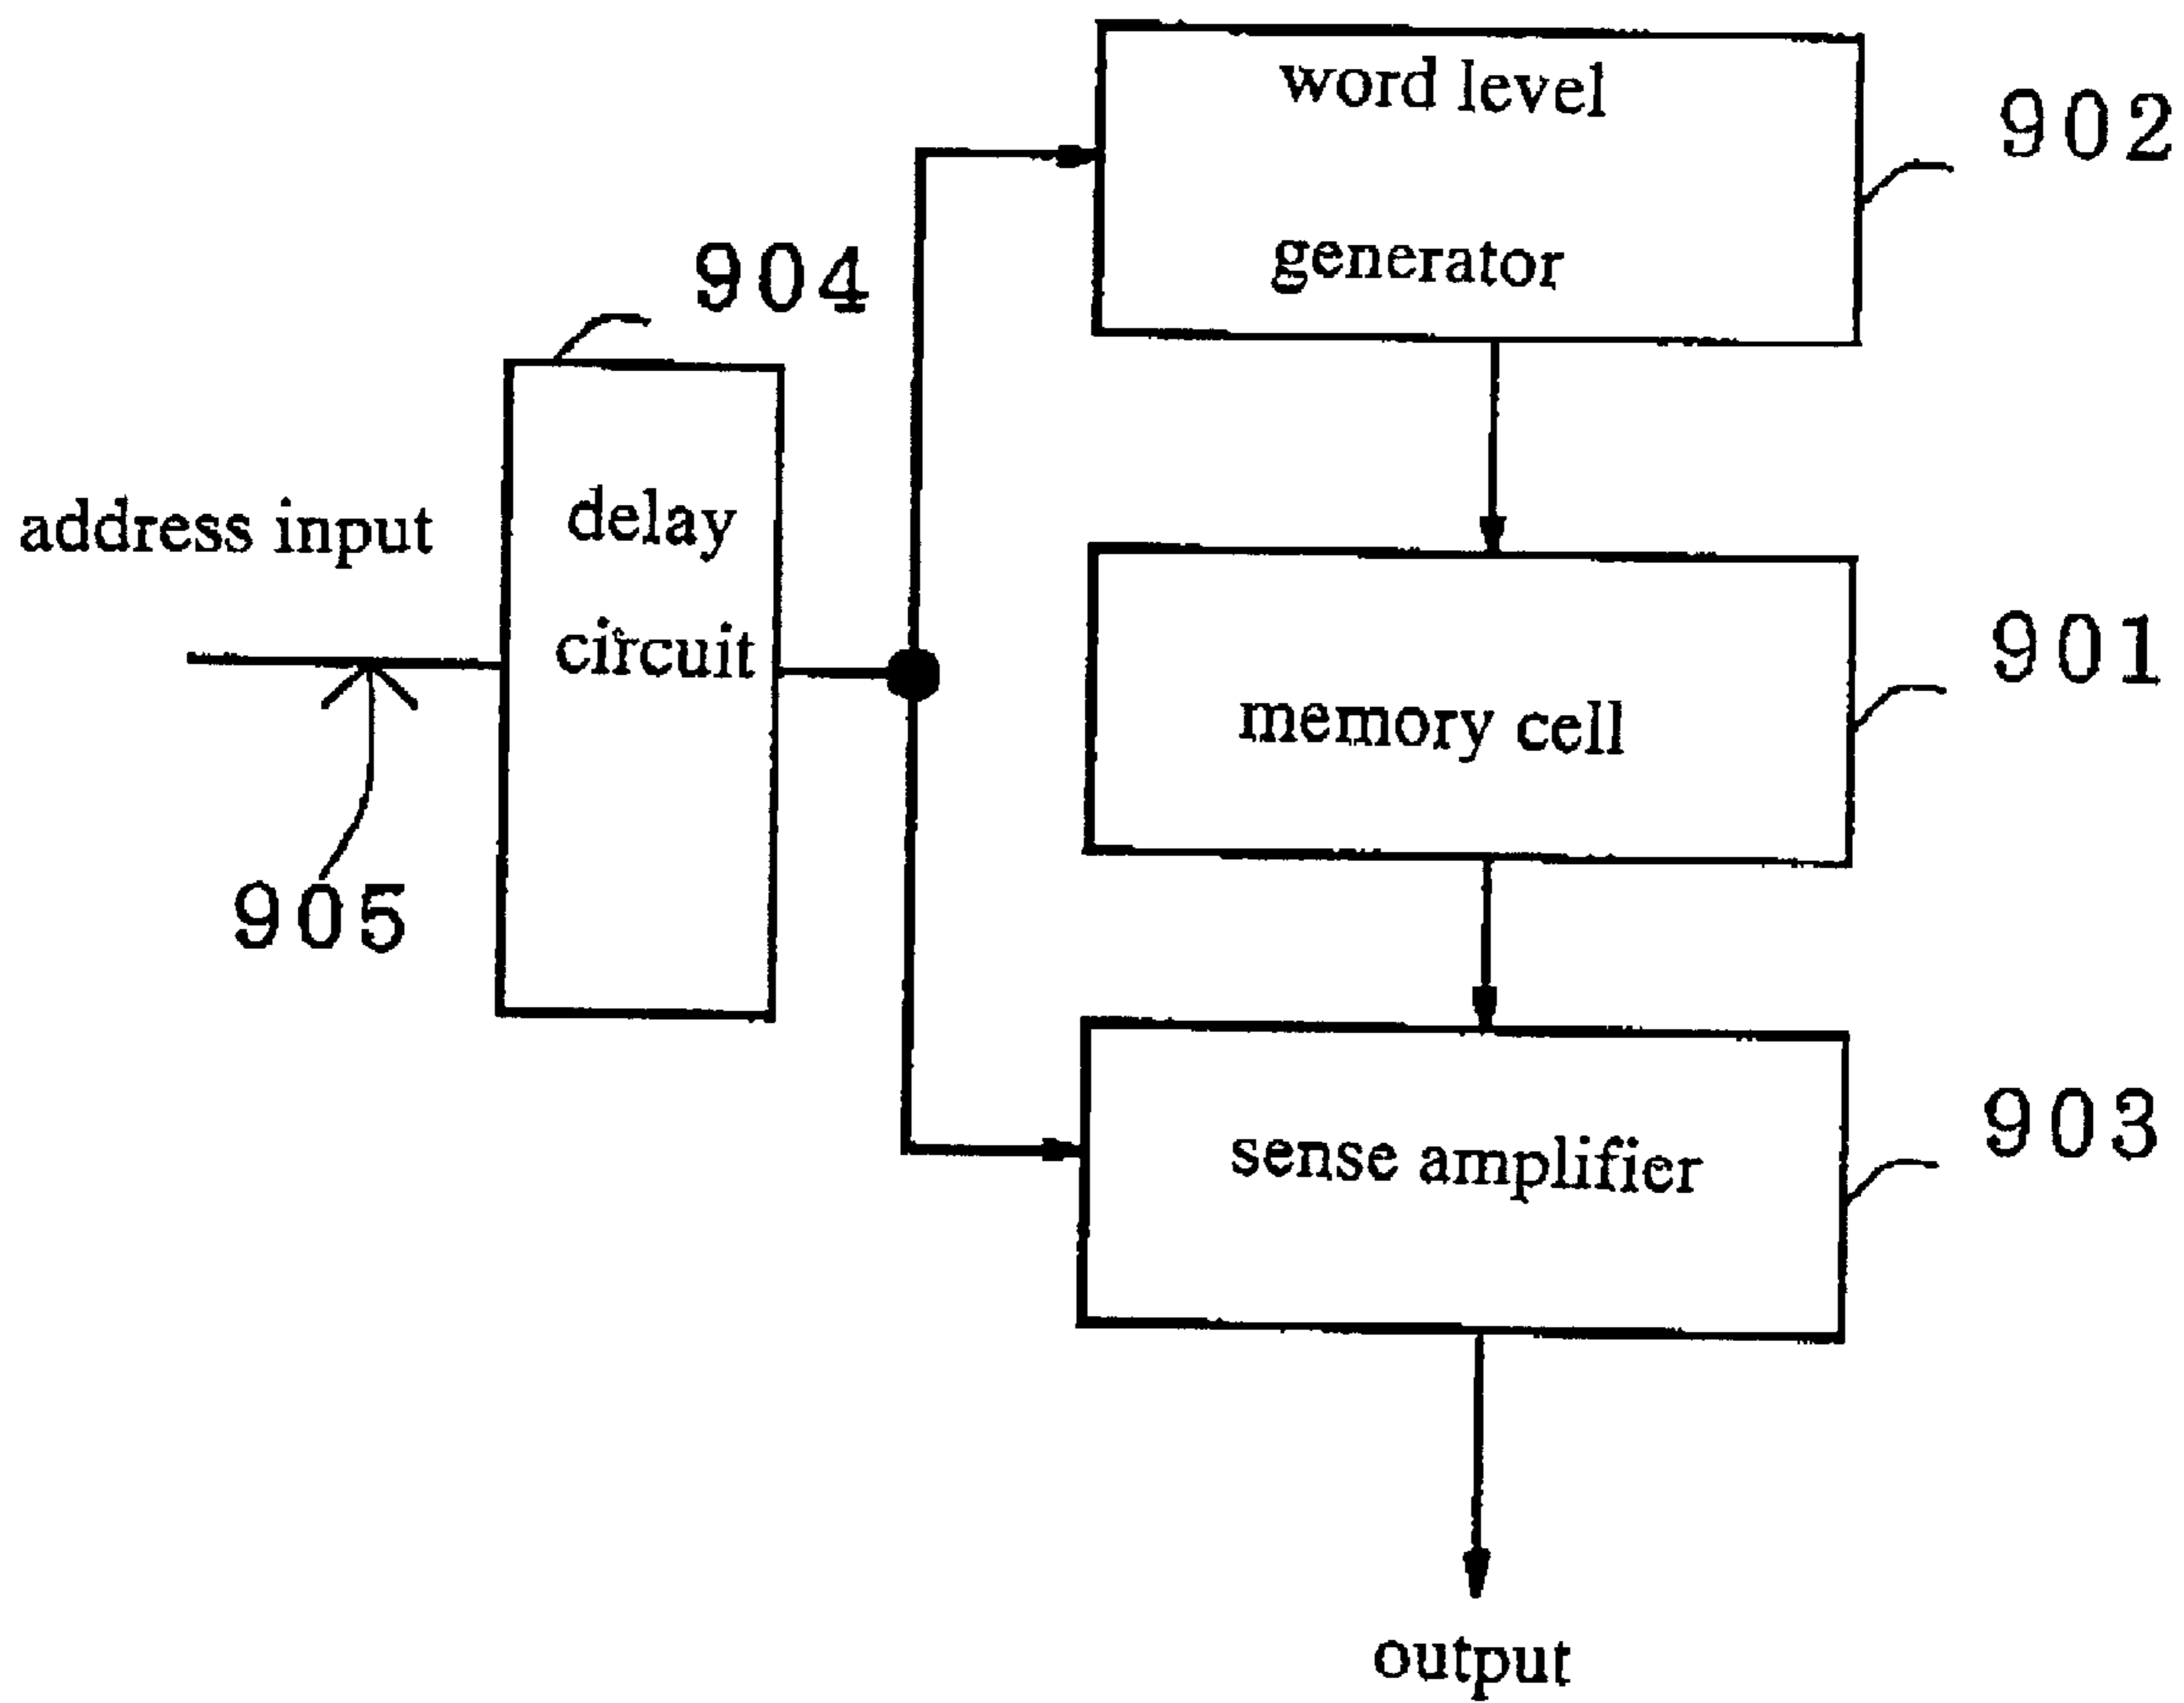 word level
generator
902
904
address input
delay
circuit
905
memory cell
901
sense amplifier
903
output